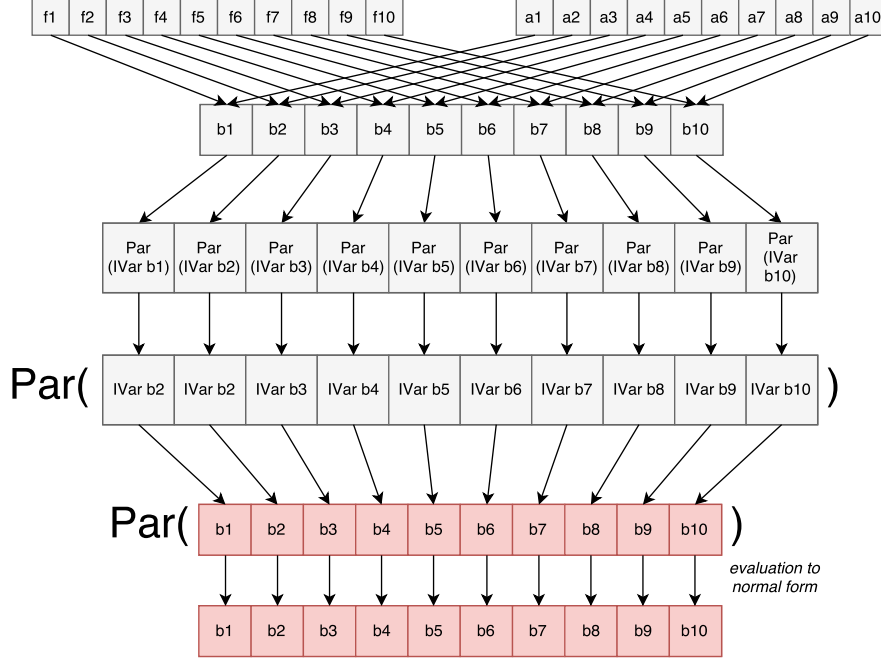 f1 f2 f3 f4 f5 f6 f7 f8 f9 f10 a1 a2 a3 a4 a5 a6 a7 a8 a9 a10
b1 b2 b3 b4 b5 b6 b7 b8 b9 b10
Par (IVar b1) Par (IVar b2) Par (IVar b3) Par (IVar b4) Par (IVar b5) Par (IVar b6) Par (IVar b7) Par (IVar b8) Par (IVar b9) Par (IVar b10)
Par( IVar b2 IVar b2 IVar b3 IVar b4 IVar b5 IVar b6 IVar b7 IVar b8 IVar b9 IVar b10 )
Par( b1 b2 b3 b4 b5 b6 b7 b8 b9 b10 )
evaluation to
normal form
b1 b2 b3 b4 b5 b6 b7 b8 b9 b10